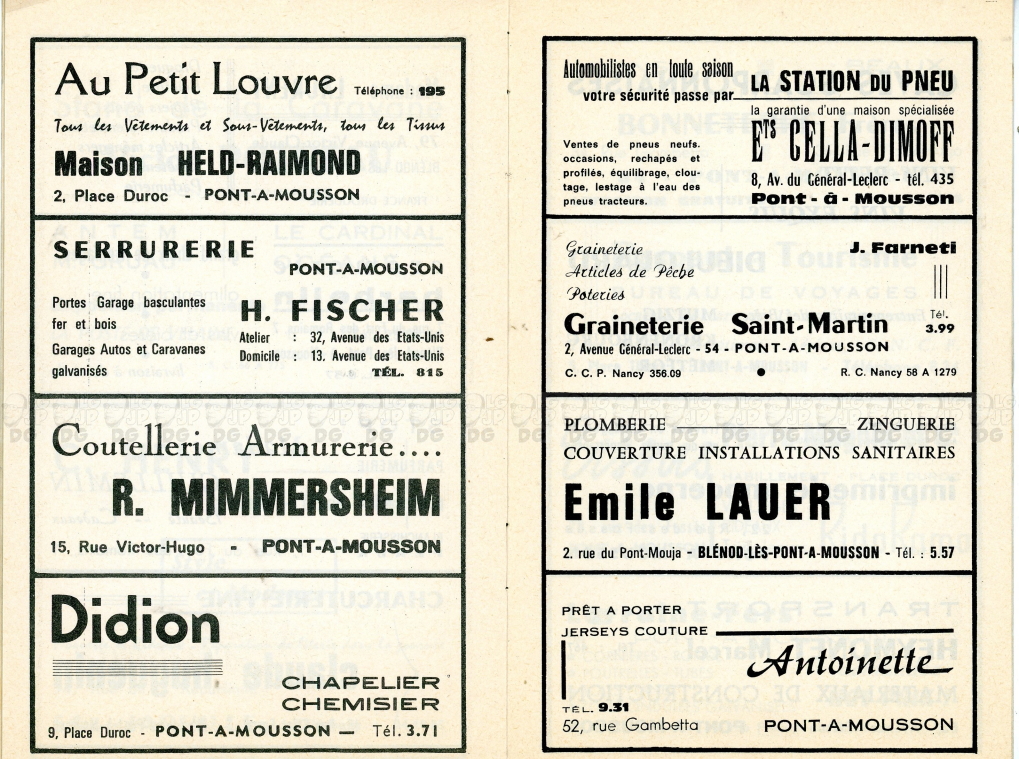 Au Petit Louvre Téléphone : 195
Tous les Vêtements et Sous-Vêtements, tous les Tissus
Maison HELD-RAIMOND
2, Place Duroc - PONT-A-MOUSSON
SERRURERIE
PONT-A-MOUSSON
Portes Garage basculantes
fer et bois
Garages Autos et Caravanes
galvanisés
H. FISCHER
Atelier : 32, Avenue des Etats-Unis
Domicile : 13. Avenue des Etats-Unis
TÉL. 815
Coutellerie Armurerie....
R. MIMMERSHEIM
15, Rue Victor-Hugo - PONT-A-MOUSSON
Didion
CHAPELIER
CHEMISIER
9, Place Duroc - PONT-A-MOUSSON — Tél. 3.71
Automobilistes en toute saison
votre sécurité passe par LA STATION DU PNEU
la garantie d'une maison spécialisée
Ets CELLA-DIMOFF
Ventes de pneus neufs.
occasions, rechapés et
profilés, équilibrage, clou-
tage, lestage à l'eau des
pneus tracteurs.
8, Av. du Général-Leclerc - tél. 435
Pont - à - Mousson
Graineterie
Articles de Pêche
Poteries
J. Farneti
Graineterie Saint-Martin
Tél.
3.99
2, Avenue Général-Leclerc - 54 - PONT-A-MOUSSON
C. C. P. Nancy 356.09 ● R. C. Nancy 58 A 1279
PLOMBERIE ZINGUERIE
COUVERTURE INSTALLATIONS SANITAIRES
Emile LAUER
2. rue du Pont-Mouja - BLÉNOD-LÈS-PONT-A-MOUSSON - Tél. : 5.57
PRÊT A PORTER
JERSEYS COUTURE
Antoinette
TÉL. 9.31
52, rue Gambetta PONT-A-MOUSSON